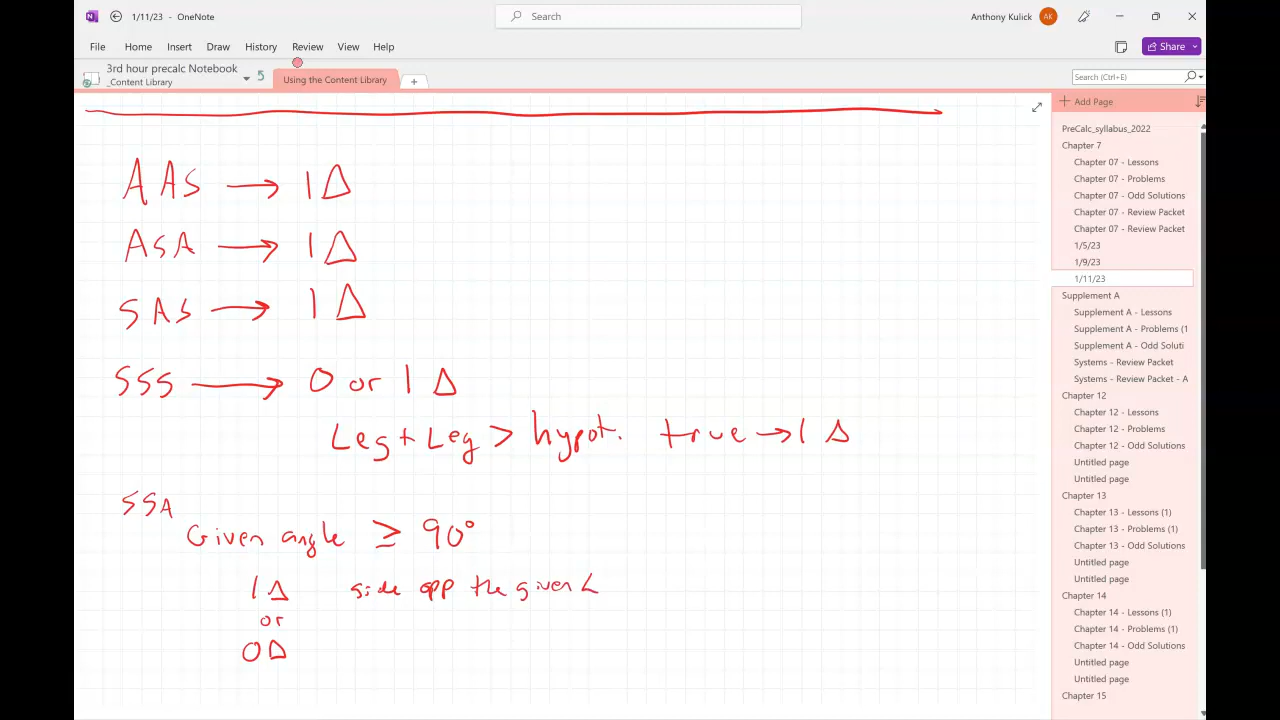 1/11/23 - OneNote
Search
Anthony Kulick AK
File Home Insert Draw History Review View Help
Share
3rd hour precalc Notebook
_Content Library
Using the Content Library
+
Search (Ctrl+E)
AAS → 1 Δ
ASA → 1 Δ
SAS → 1 Δ
SSS → 0 or 1 Δ
Leg + Leg > hypot. true → 1 Δ
SSA
Given angle ≥ 90°
1 Δ side opp the given ∠
or
0 Δ
Add Page
PreCalc_syllabus_2022
Chapter 7
Chapter 07 - Lessons
Chapter 07 - Problems
Chapter 07 - Odd Solutions
Chapter 07 - Review Packet
Chapter 07 - Review Packet
1/5/23
1/9/23
1/11/23
Supplement A
Supplement A - Lessons
Supplement A - Problems (1
Supplement A - Odd Soluti
Systems - Review Packet
Systems - Review Packet - A
Chapter 12
Chapter 12 - Lessons
Chapter 12 - Problems
Chapter 12 - Odd Solutions
Untitled page
Untitled page
Chapter 13
Chapter 13 - Lessons (1)
Chapter 13 - Problems (1)
Chapter 13 - Odd Solutions
Untitled page
Untitled page
Chapter 14
Chapter 14 - Lessons (1)
Chapter 14 - Problems (1)
Chapter 14 - Odd Solutions
Untitled page
Untitled page
Chapter 15